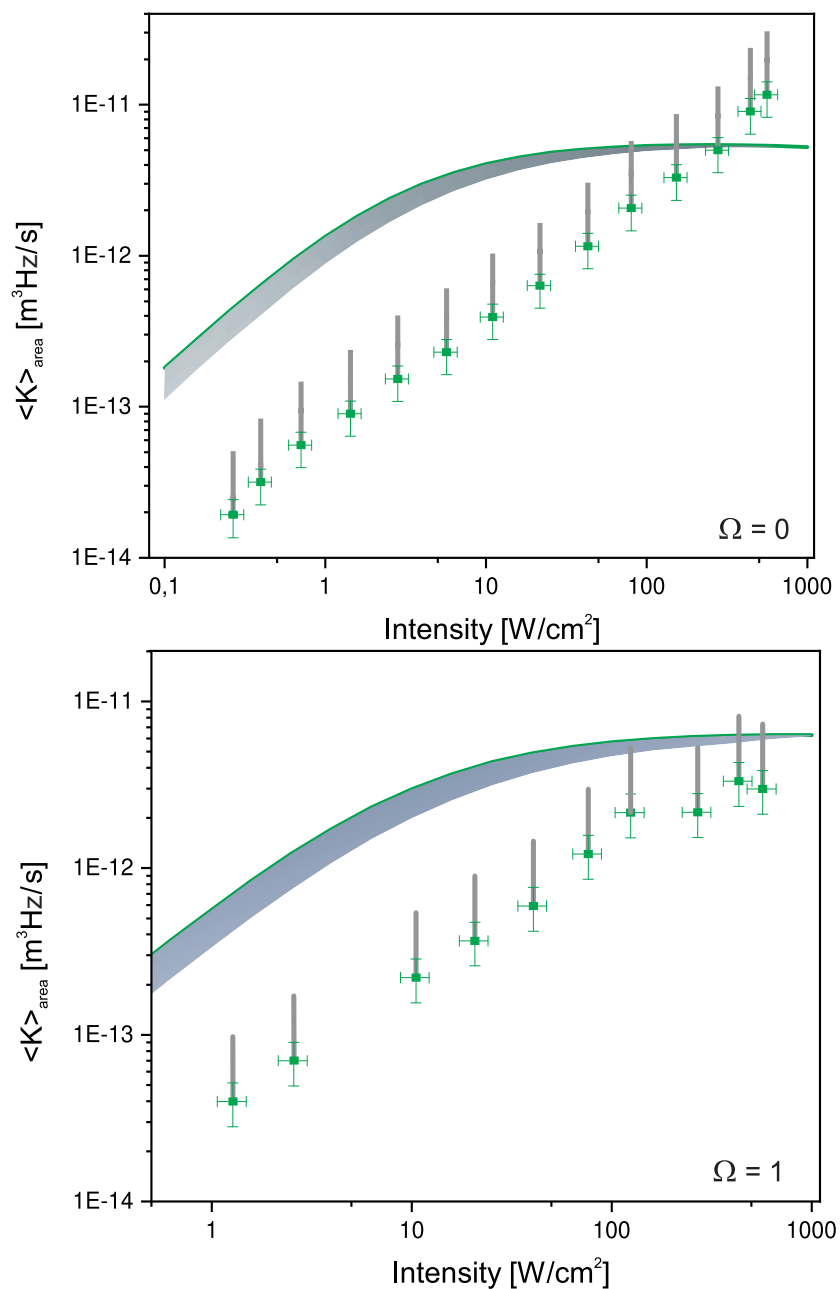 1E-11
1E-12
1E-13
1E-14
<K>area [m³Hz/s]
Ω = 0
0,1 1 10 100 1000
Intensity [W/cm²]
1E-11
1E-12
1E-13
1E-14
<K>area [m³Hz/s]
Ω = 1
1 10 100 1000
Intensity [W/cm²]